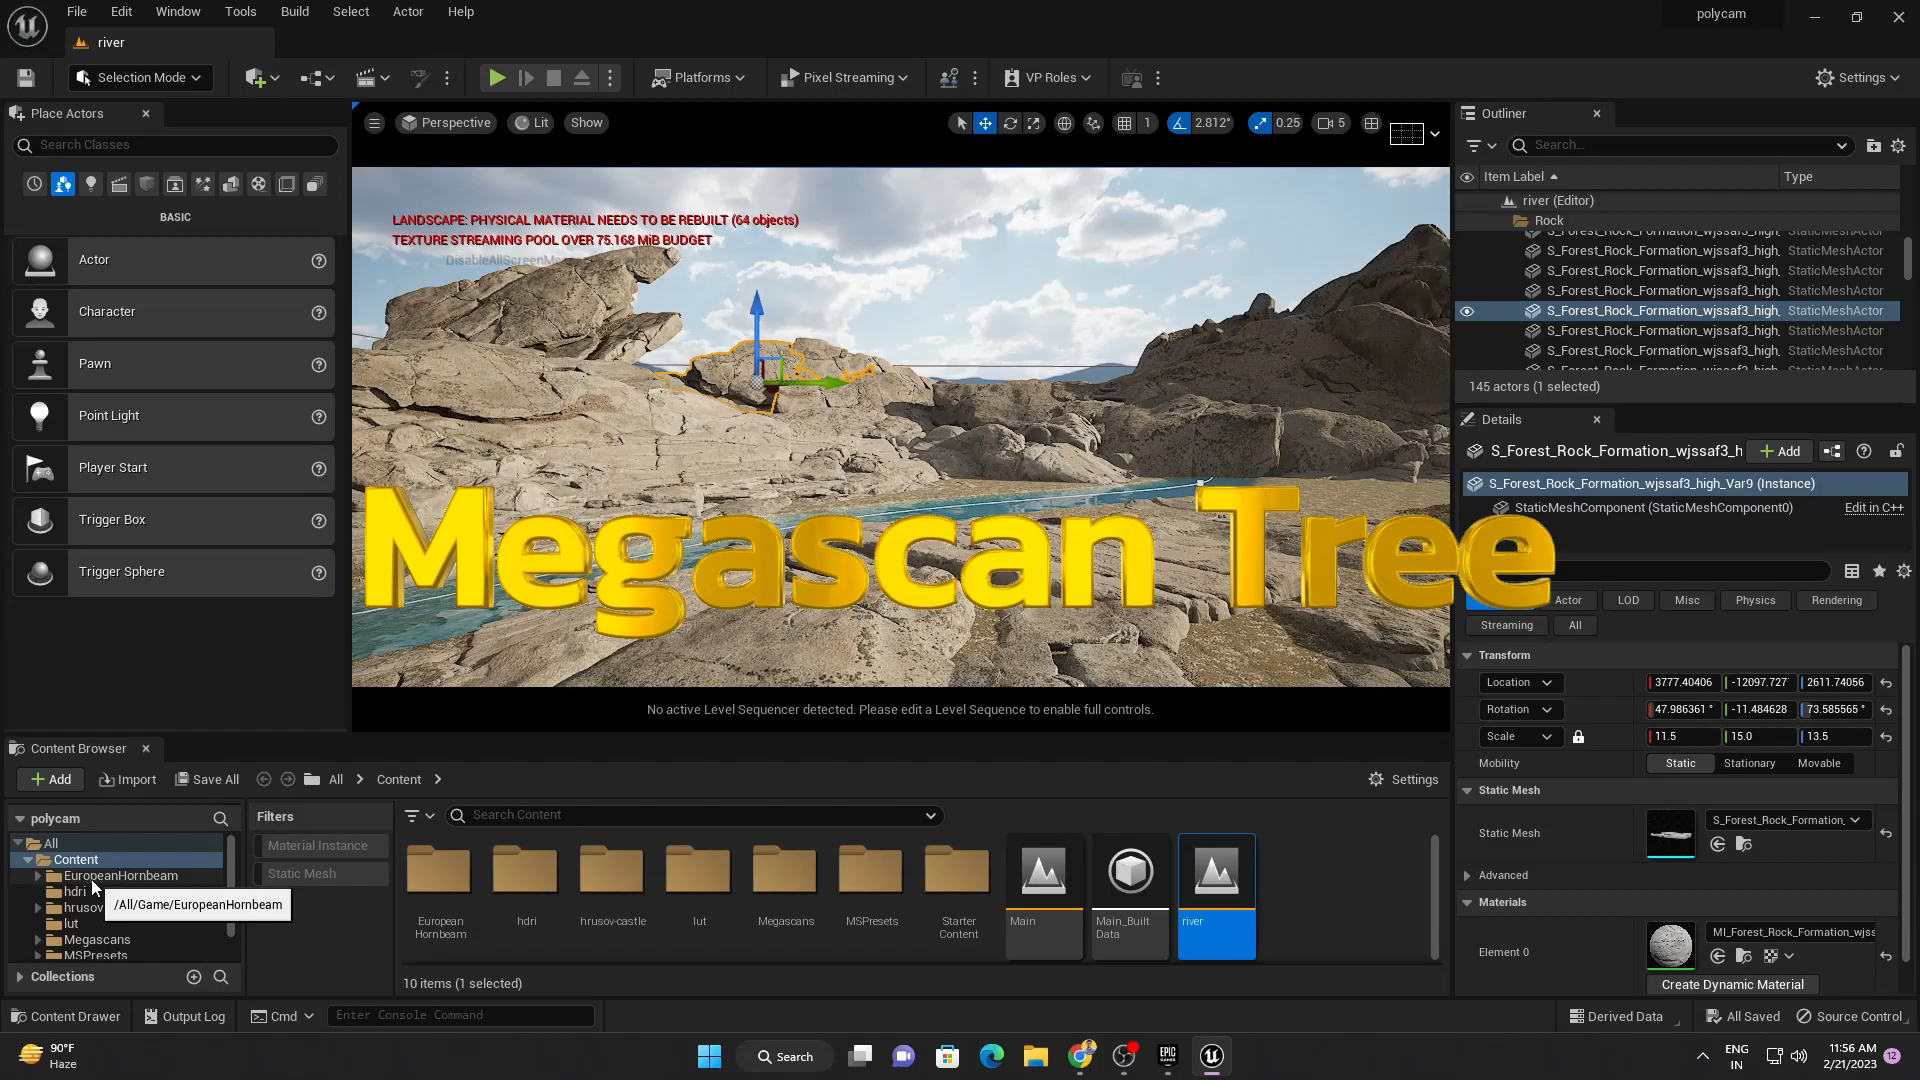 File Edit Window Tools Build Select Actor Help
polycam
river
Selection Mode
Platforms
Pixel Streaming
VP Roles
Settings
Place Actors
Search Classes
BASIC
Actor
Character
Pawn
Point Light
Player Start
Trigger Box
Trigger Sphere
Perspective Lit Show
1 2.812° 0.25 5
LANDSCAPE: PHYSICAL MATERIAL NEEDS TO BE REBUILT (64 objects)
TEXTURE STREAMING POOL OVER 75.168 MiB BUDGET
Megascan Tree
No active Level Sequencer detected. Please edit a Level Sequence to enable full controls.
Outliner
Search...
Item Label Type
river (Editor)
Rock
S_Forest_Rock_Formation_wjssaf3_high, StaticMeshActor
S_Forest_Rock_Formation_wjssaf3_high, StaticMeshActor
S_Forest_Rock_Formation_wjssaf3_high, StaticMeshActor
S_Forest_Rock_Formation_wjssaf3_high, StaticMeshActor
S_Forest_Rock_Formation_wjssaf3_high, StaticMeshActor
S_Forest_Rock_Formation_wjssaf3_high, StaticMeshActor
S_Forest_Rock_Formation_wjssaf3_high, StaticMeshActor
145 actors (1 selected)
Details
S_Forest_Rock_Formation_wjssaf3_h Add
S_Forest_Rock_Formation_wjssaf3_high_Var9 (Instance)
StaticMeshComponent (StaticMeshComponent0) Edit in C++
Actor LOD Misc Physics Rendering
Streaming All
Transform
Location 3777.40406 -12097.727 2611.74056
Rotation 47.986361 ° -11.484628 73.585565 °
Scale 11.5 15.0 13.5
Mobility Static Stationary Movable
Static Mesh
Static Mesh S_Forest_Rock_Formation,
Advanced
Materials
Element 0 MI_Forest_Rock_Formation_wjss
Create Dynamic Material
Content Browser
Add Import Save All All Content
Settings
polycam
All
Content
EuropeanHornbeam
hdri
hrusov
/All/Game/EuropeanHornbeam
lut
Megascans
MSPresets
Collections
Filters
Material Instance
Static Mesh
Search Content
European Hornbeam
hdri
hrusov-castle
lut
Megascans
MSPresets
Starter Content
Main
Main_Built Data
river
10 items (1 selected)
Content Drawer Output Log Cmd Enter Console Command
Derived Data All Saved Source Control
90°F
Haze
Search
ENG
IN
11:56 AM
2/21/2023
12